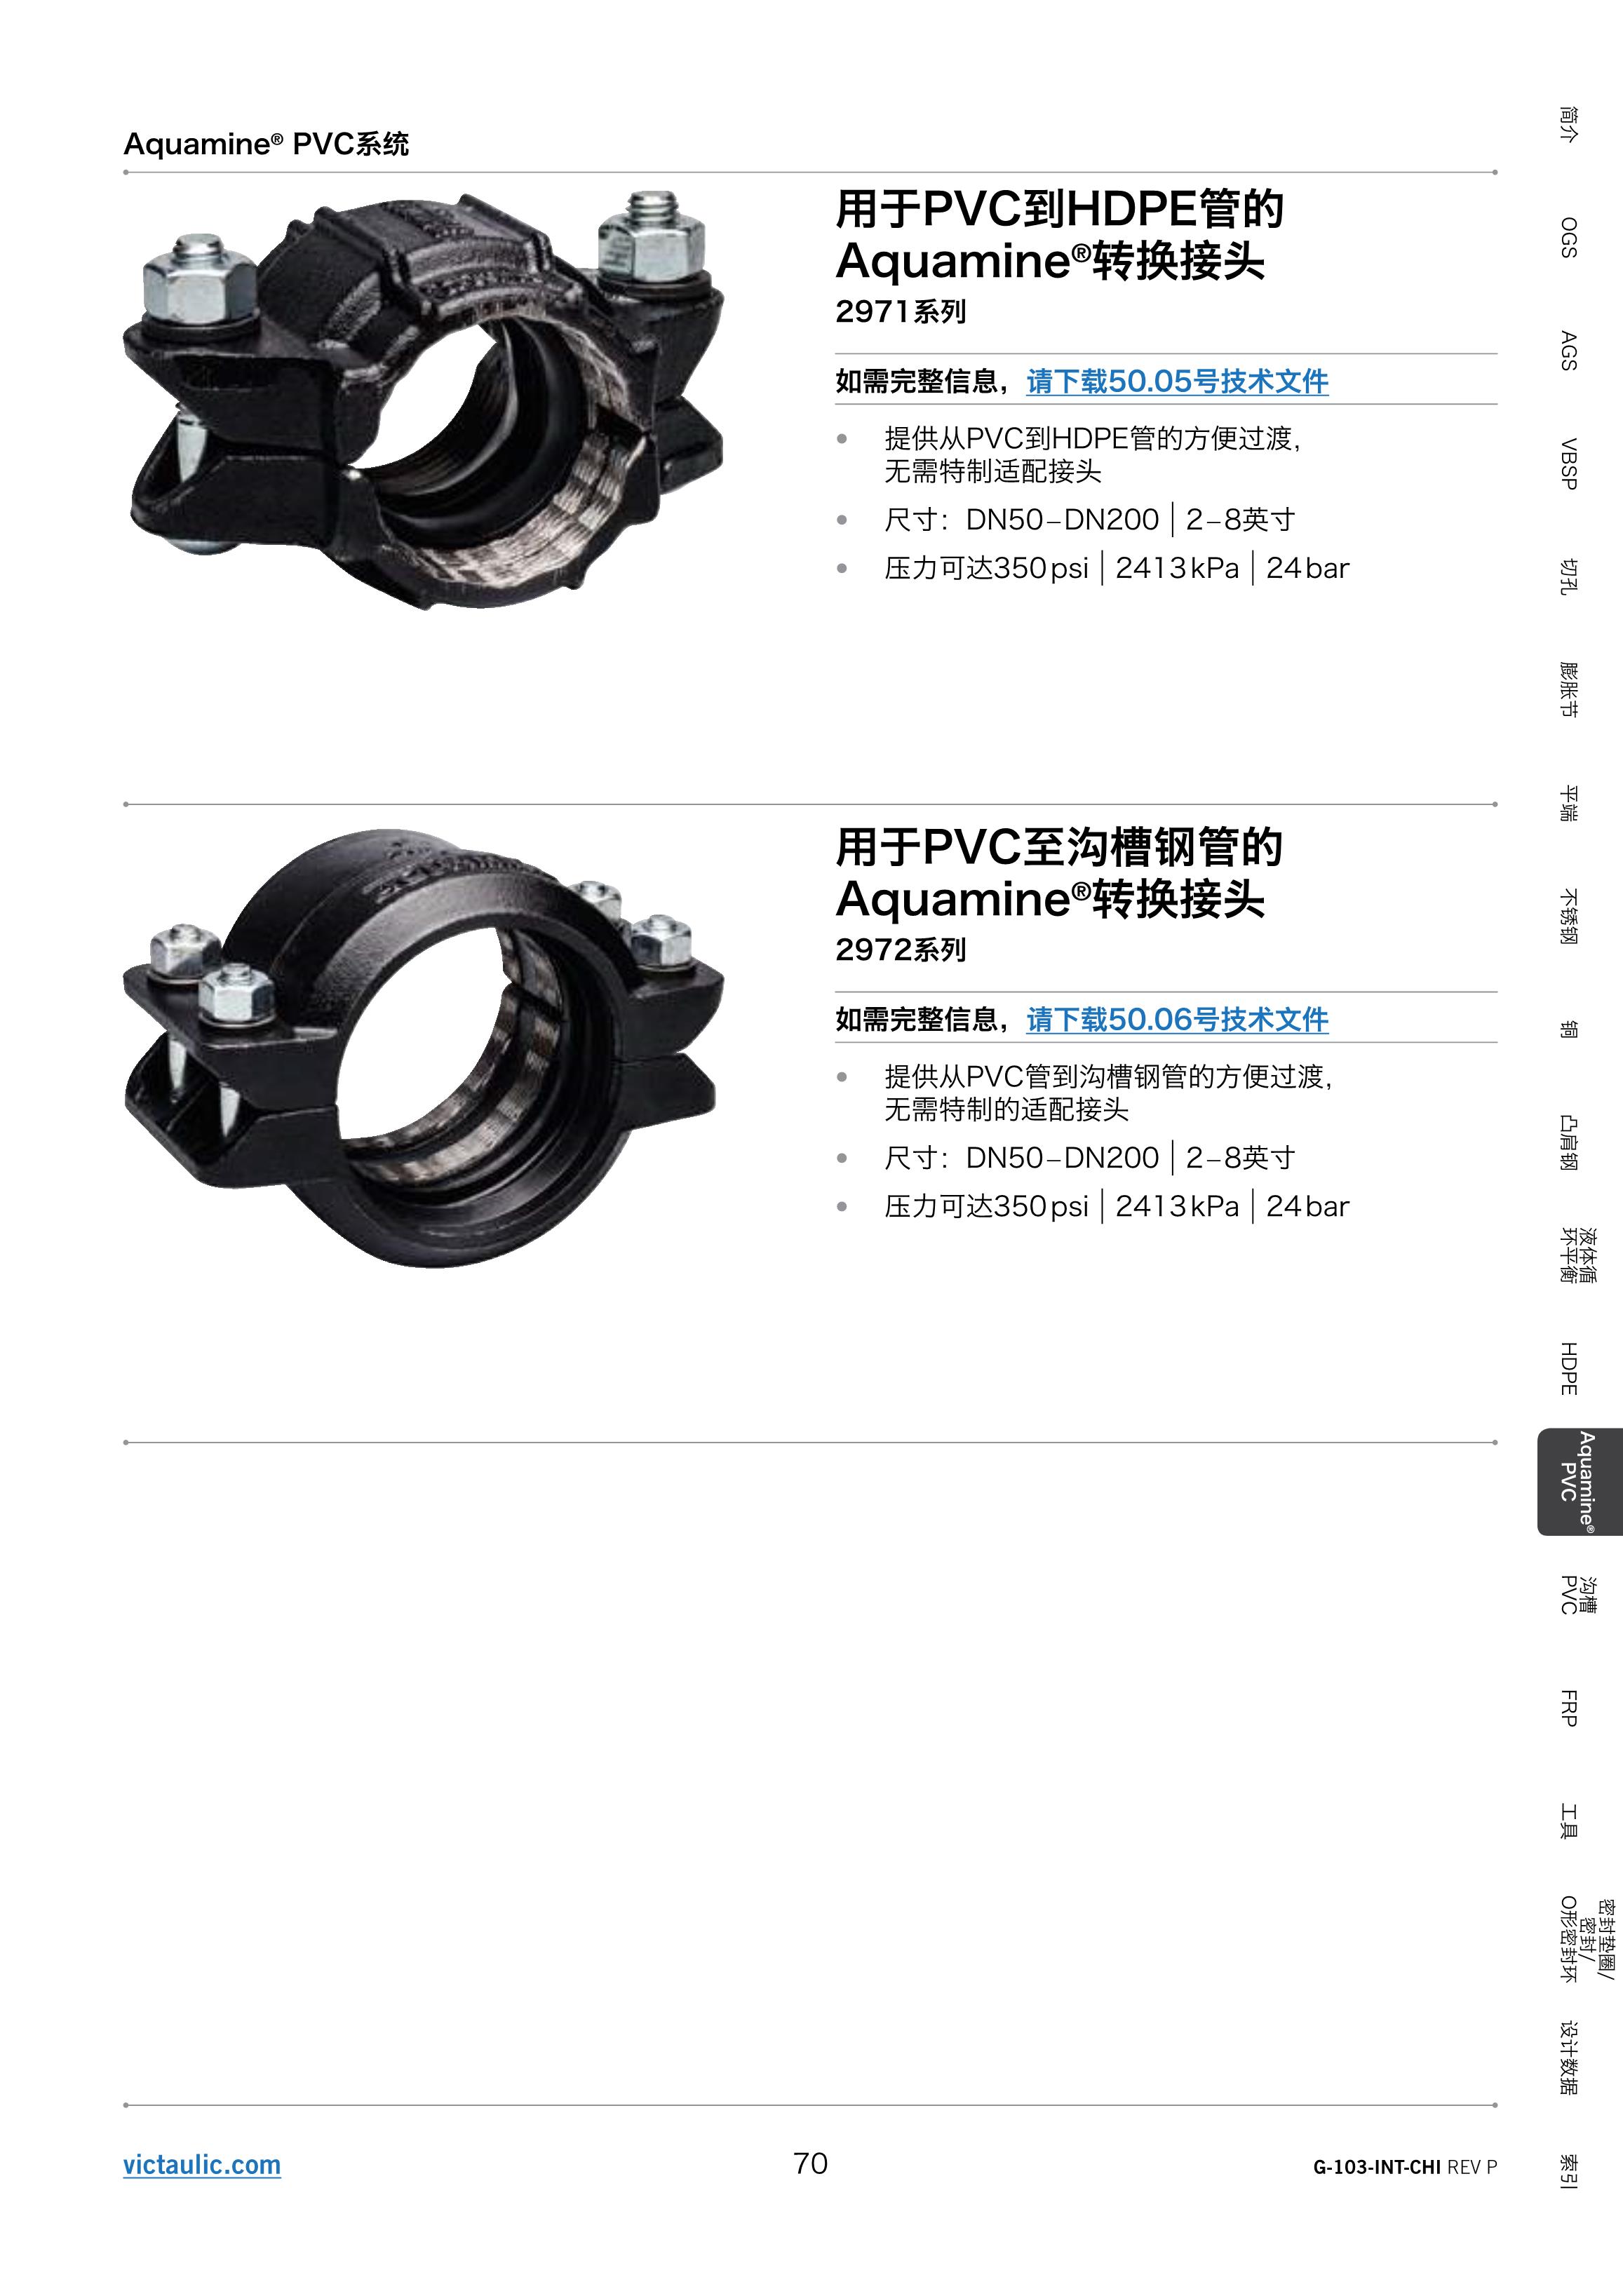 Aquamine® PVC系统
用于PVC到HDPE管的
Aquamine®转换接头
2971系列
如需完整信息，请下载50.05号技术文件
提供从PVC到HDPE管的方便过渡，
无需特制适配接头
尺寸：DN50–DN200 | 2–8英寸
压力可达350 psi | 2413 kPa | 24 bar
用于PVC至沟槽钢管的
Aquamine®转换接头
2972系列
如需完整信息，请下载50.06号技术文件
提供从PVC管到沟槽钢管的方便过渡，
无需特制的适配接头
尺寸：DN50–DN200 | 2–8英寸
压力可达350 psi | 2413 kPa | 24 bar
victaulic.com
70
G-103-INT-CHI REV P
简介
OGS
AGS
VBSP
切孔
膨胀节
平端
不锈钢
铜
凸肩钢
液体循
环平衡
HDPE
Aquamine®
PVC
沟槽
PVC
FRP
工具
密封垫圈/
密封/
O形密封环
设计数据
索引